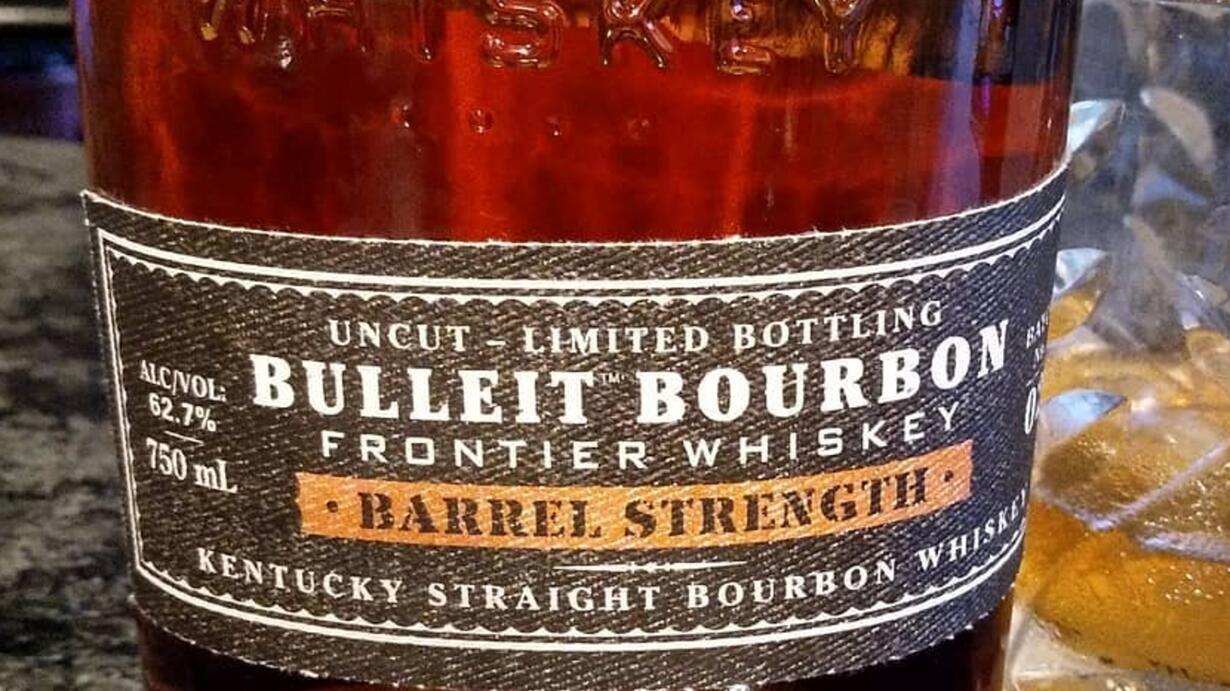 WHISKEY
UNCUT – LIMITED BOTTLING
BULLEIT™ BOURBON
FRONTIER WHISKEY
· BARREL STRENGTH ·
KENTUCKY STRAIGHT BOURBON WHISKEY
ALC/VOL:
62.7%
750 mL